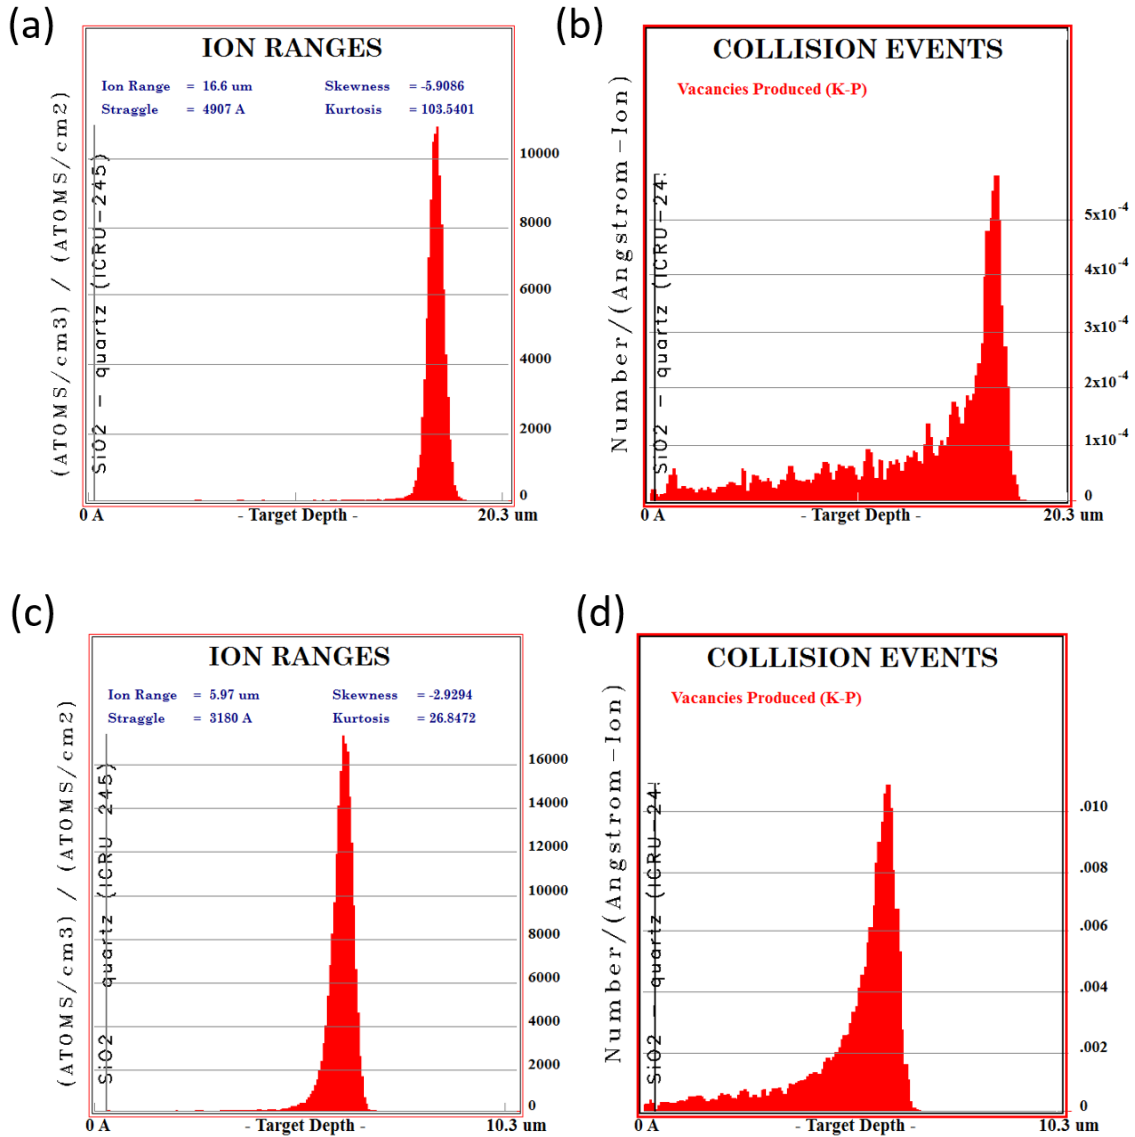 (a)
ION RANGES
Ion Range = 16.6 um Skewness = -5.9086
Straggle = 4907 A Kurtosis = 103.5401
(ATOMS/cm3) / (ATOMS/cm2)
SiO2 - quartz (ICRU-245)
10000
8000
6000
4000
2000
0
0 A - Target Depth - 20.3 um
(b)
COLLISION EVENTS
Vacancies Produced (K-P)
Number/(Angstrom-Ion)
SiO2 - quartz (ICRU-24
5x10-4
4x10-4
3x10-4
2x10-4
1x10-4
0
0 A - Target Depth - 20.3 um
(c)
ION RANGES
Ion Range = 5.97 um Skewness = -2.9294
Straggle = 3180 A Kurtosis = 26.8472
(ATOMS/cm3) / (ATOMS/cm2)
SiO2 quartz (ICRU 245)
16000
14000
12000
10000
8000
6000
4000
2000
0
0 A - Target Depth - 10.3 um
(d)
COLLISION EVENTS
Vacancies Produced (K-P)
Number/(Angstrom-Ion)
SiO2 - quartz (ICRU-24
.010
.008
.006
.004
.002
0
0 A - Target Depth - 10.3 um